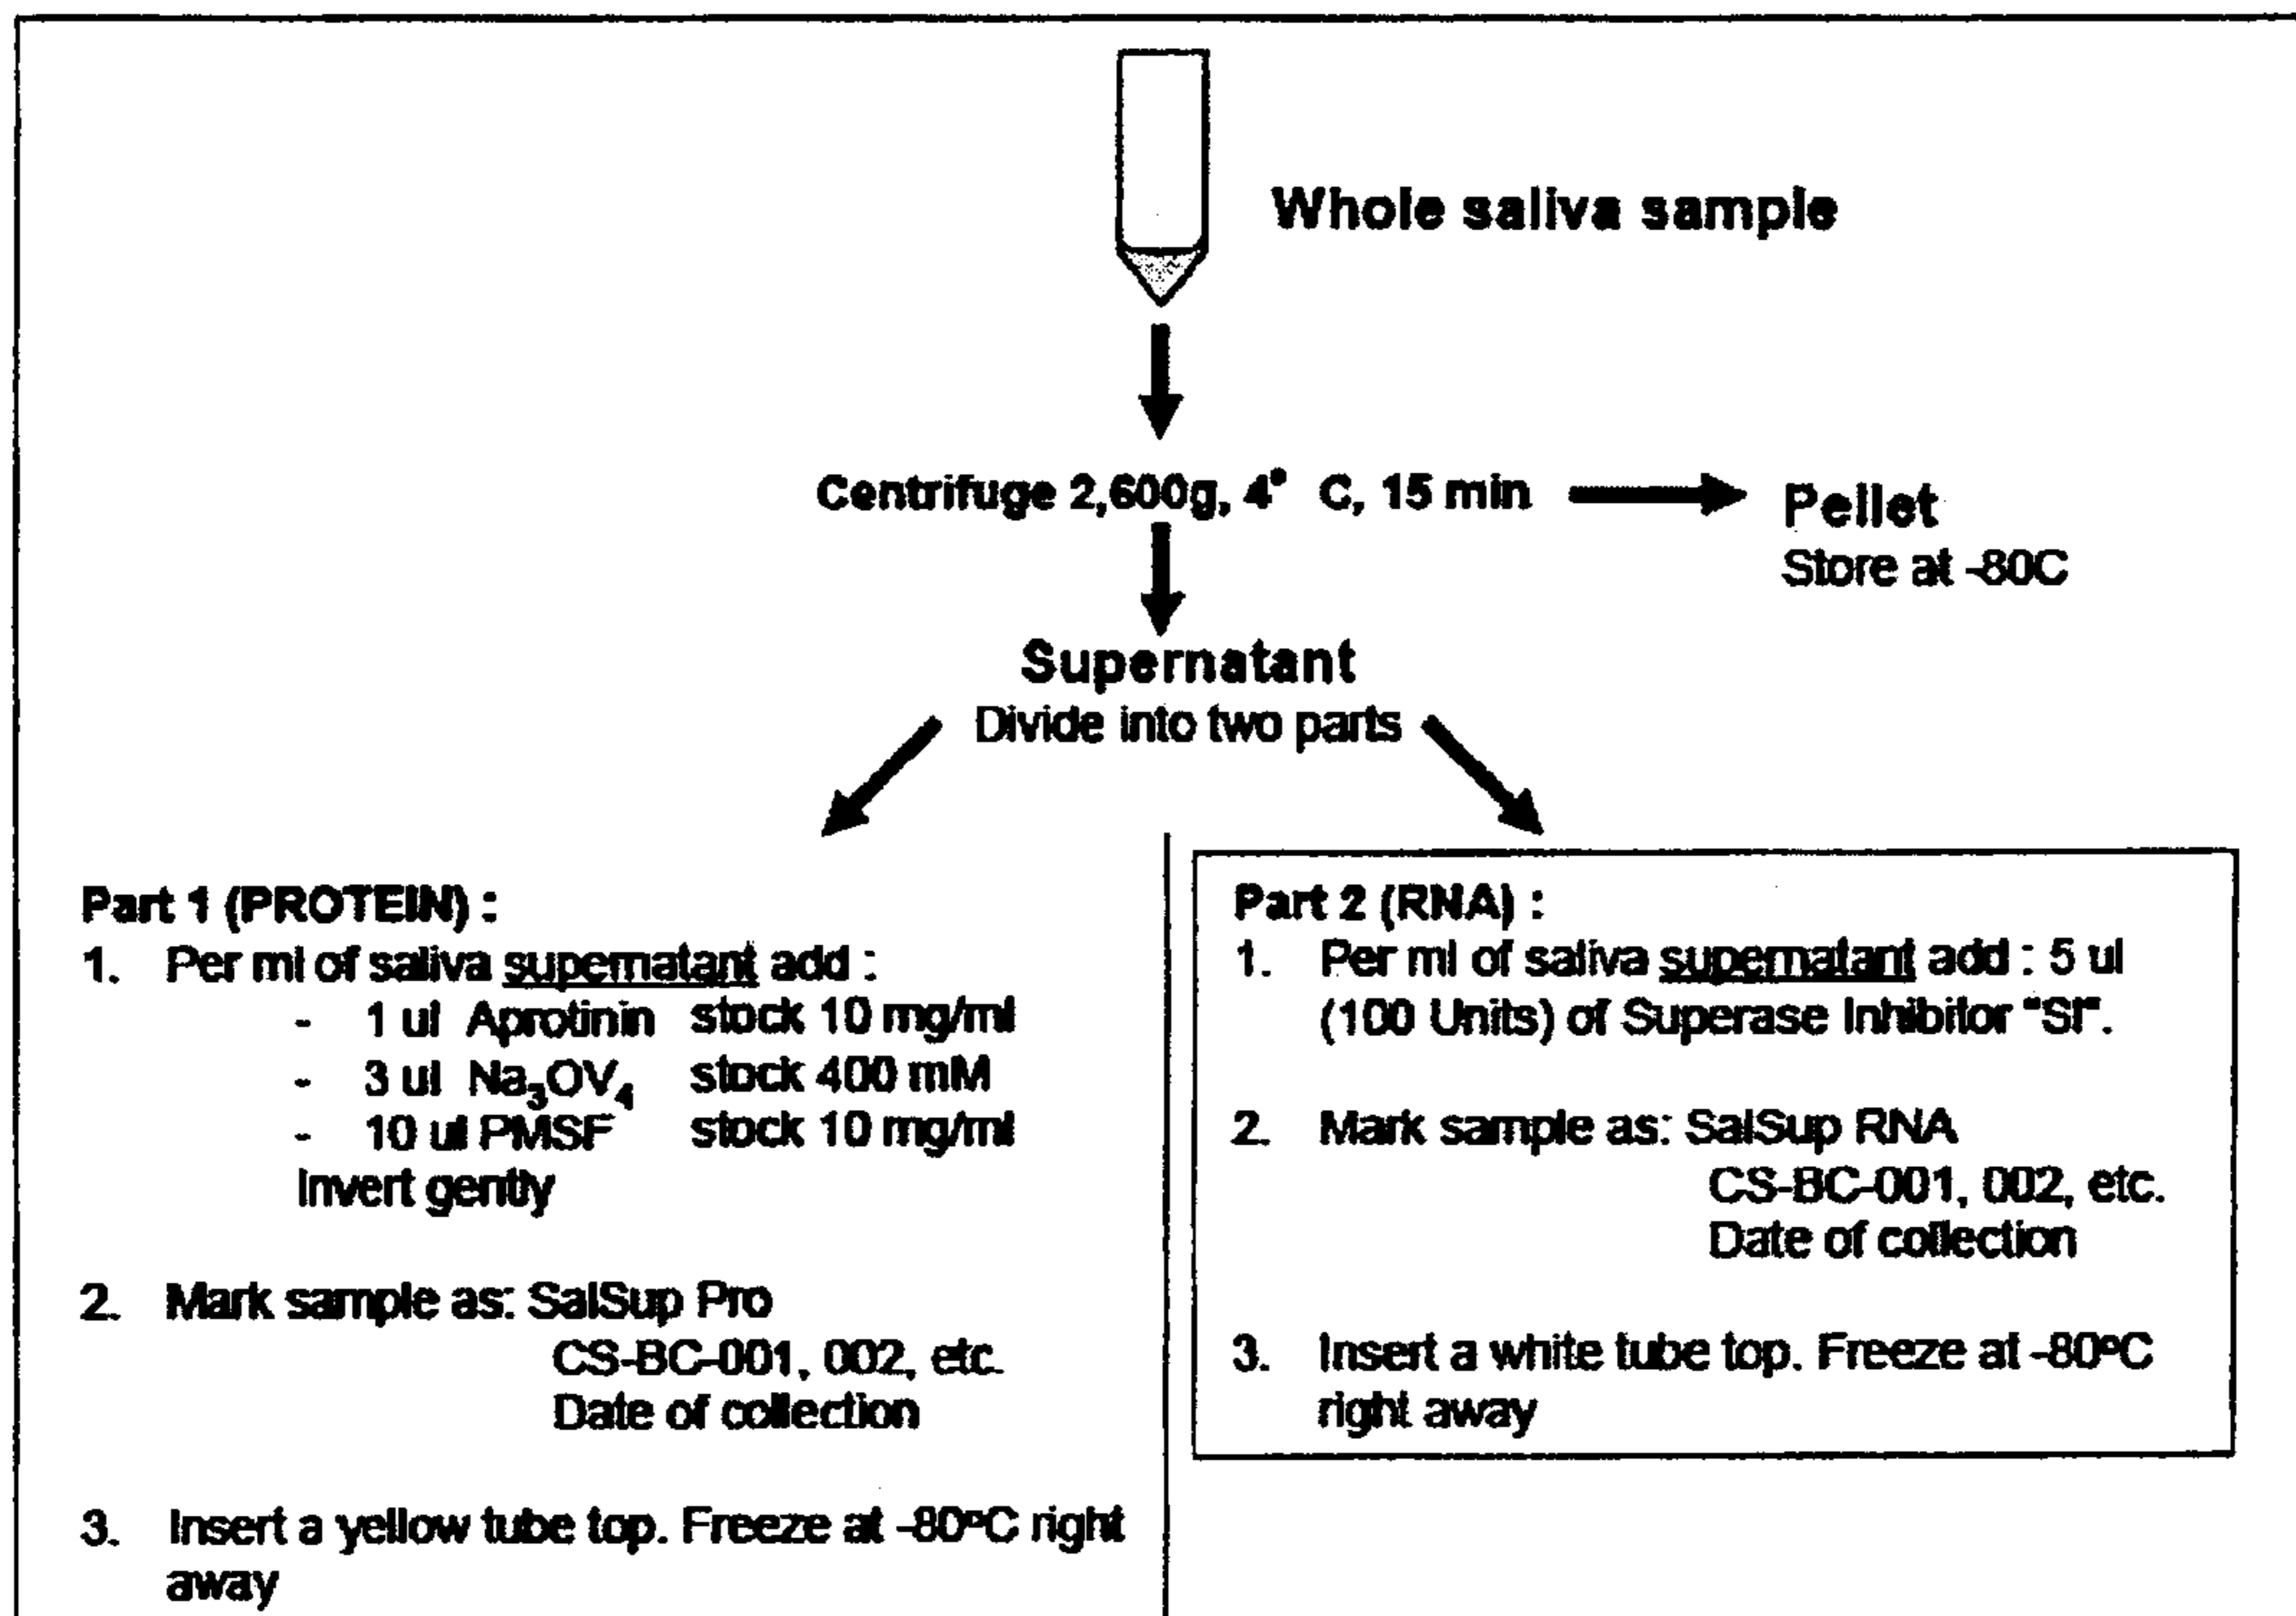 Whole saliva sample
Centrifuge 2,600g, 4° C, 15 min
Pellet
Store at -80C
Supernatant
Divide into two parts
Part 1 (PROTEIN) :
1. Per ml of saliva supernatant add :
- 1 ul Aprotinin stock 10 mg/ml
- 3 ul Na₃OV₄ stock 400 mM
- 10 ul PMSF stock 10 mg/ml
Invert gently
2. Mark sample as: SalSup Pro
CS-BC-001, 002, etc.
Date of collection
3. Insert a yellow tube top. Freeze at -80ºC right
away
Part 2 (RNA) :
1. Per ml of saliva supernatant add : 5 ul
(100 Units) of Superase Inhibitor "SI".
2. Mark sample as: SalSup RNA
CS-BC-001, 002, etc.
Date of collection
3. Insert a white tube top. Freeze at -80ºC
right away